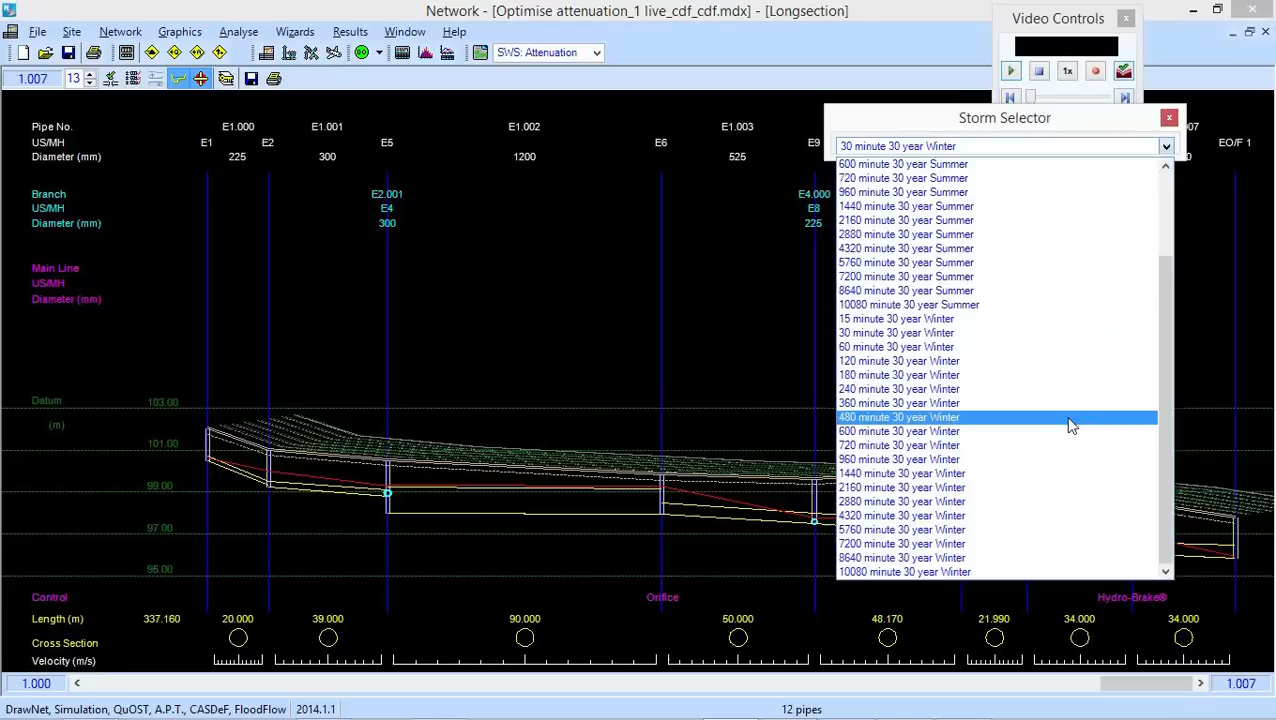 Network - [Optimise attenuation_1 live_cdf_cdf.mdx] - [Longsection]
Video Controls
File Site Network Graphics Analyse Wizards Results Window Help
SWS: Attenuation
1x
1.007 13
Storm Selector
30 minute 30 year Winter
Pipe No. E1.000 E1.001 E1.002 E1.003 007
US/MH E1 E2 E5 E6 E9 EO/F 1
Diameter (mm) 225 300 1200 525 0
Branch E2.001 E4.000
US/MH E4 E8
Diameter (mm) 300 225
Main Line
US/MH
Diameter (mm)
600 minute 30 year Summer
720 minute 30 year Summer
960 minute 30 year Summer
1440 minute 30 year Summer
2160 minute 30 year Summer
2880 minute 30 year Summer
4320 minute 30 year Summer
5760 minute 30 year Summer
7200 minute 30 year Summer
8640 minute 30 year Summer
10080 minute 30 year Summer
15 minute 30 year Winter
30 minute 30 year Winter
60 minute 30 year Winter
120 minute 30 year Winter
180 minute 30 year Winter
240 minute 30 year Winter
360 minute 30 year Winter
480 minute 30 year Winter
600 minute 30 year Winter
720 minute 30 year Winter
960 minute 30 year Winter
1440 minute 30 year Winter
2160 minute 30 year Winter
2880 minute 30 year Winter
4320 minute 30 year Winter
5760 minute 30 year Winter
7200 minute 30 year Winter
8640 minute 30 year Winter
10080 minute 30 year Winter
Datum 103.00
(m) 101.00
99.00
97.00
95.00
Control Orifice Hydro-Brake®
Length (m) 337.160 20.000 39.000 90.000 50.000 48.170 21.990 34.000 34.000
Cross Section
Velocity (m/s)
1.000 1.007
DrawNet, Simulation, QuOST, A.P.T., CASDeF, FloodFlow 2014.1.1 12 pipes